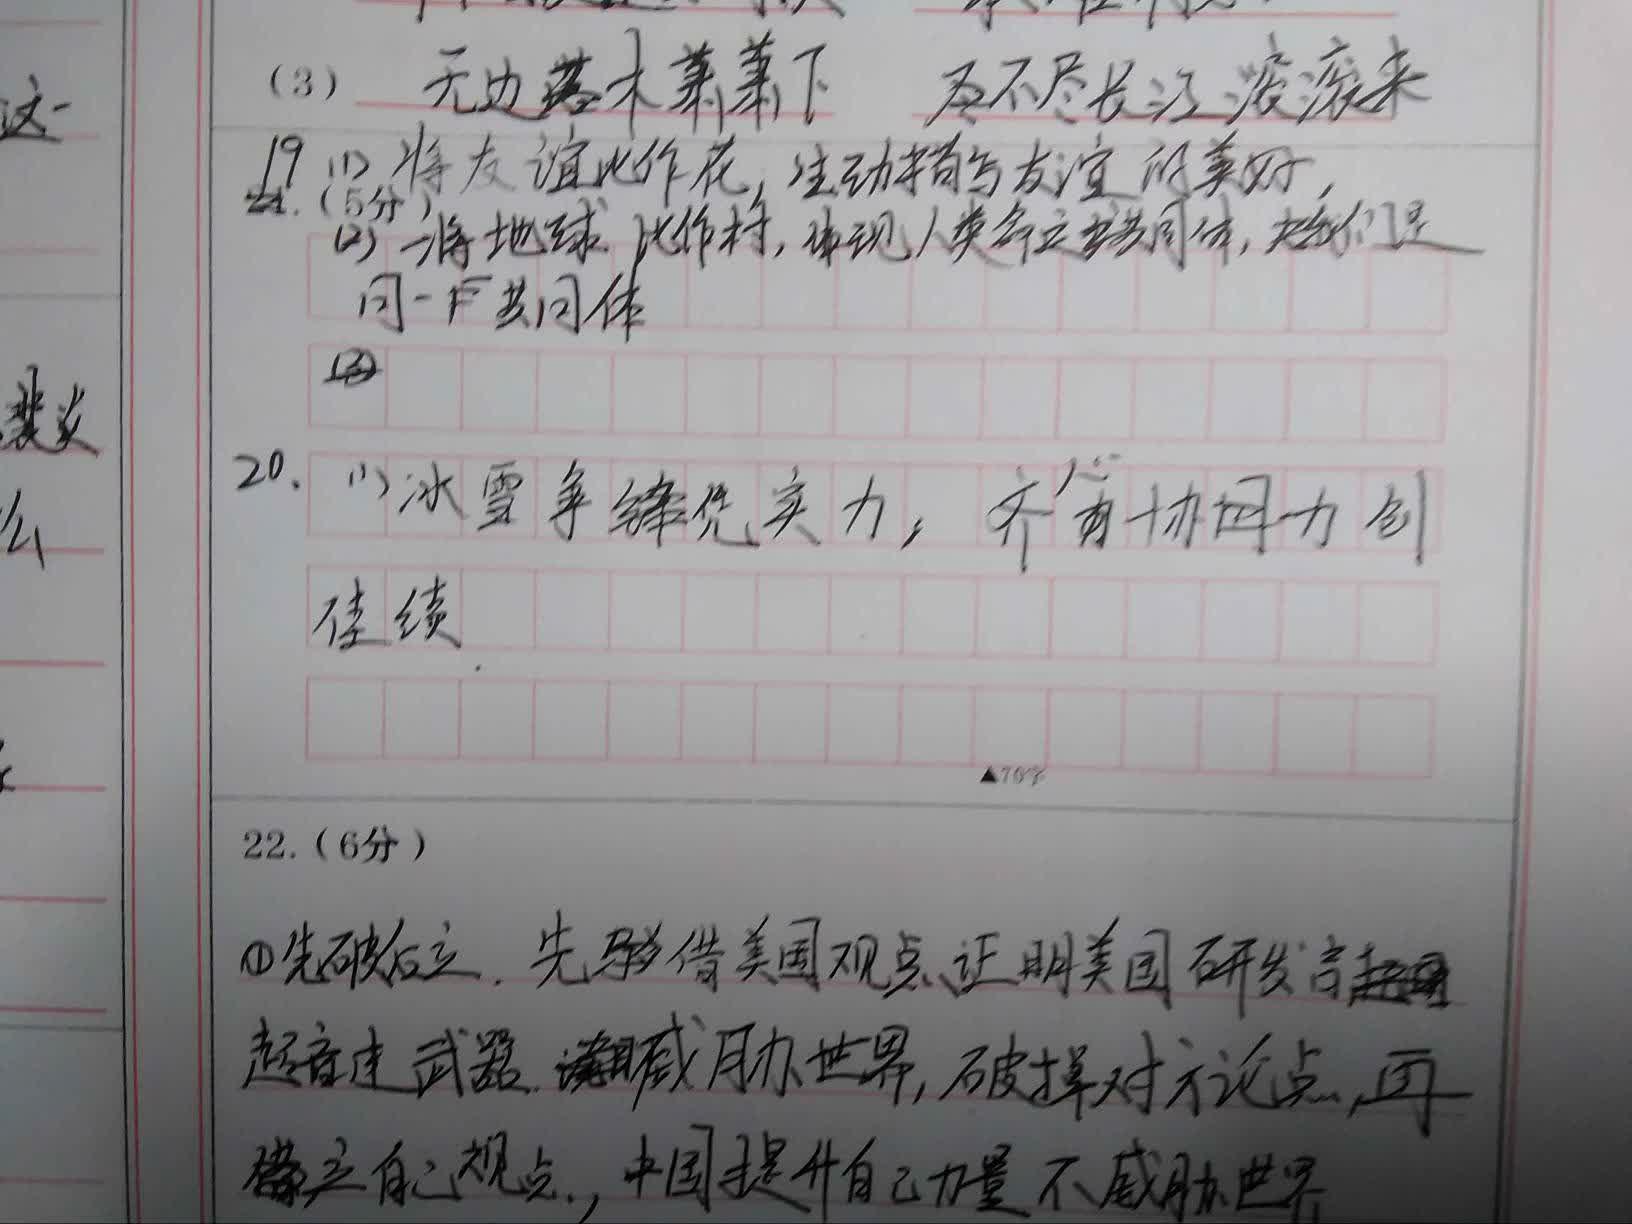 (3) 无边落木萧萧下 不尽长江滚滚来
这
19 (1) 将友谊比作花，生动描写友谊的美好，
21.(5分)
(2) 将地球比作村，体现人类命运共同体，我们是
同一个共同体
(3)
裴炎
么
20. (1) 冰雪争锋凭实力，齐心协力创
佳续
▲70字
22.(6分)
①先破后立．先借美国观点证明美国研发高
超音速武器威胁世界，破掉对方论点，再
确立自己观点，中国提升自己力量不威胁世界